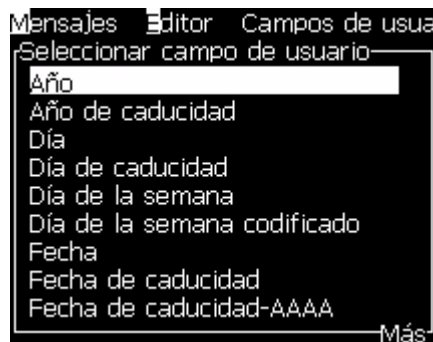 Mensajes Editor Campos de usua
Seleccionar campo de usuario
Año
Año de caducidad
Día
Día de caducidad
Día de la semana
Día de la semana codificado
Fecha
Fecha de caducidad
Fecha de caducidad-AAAA
Más